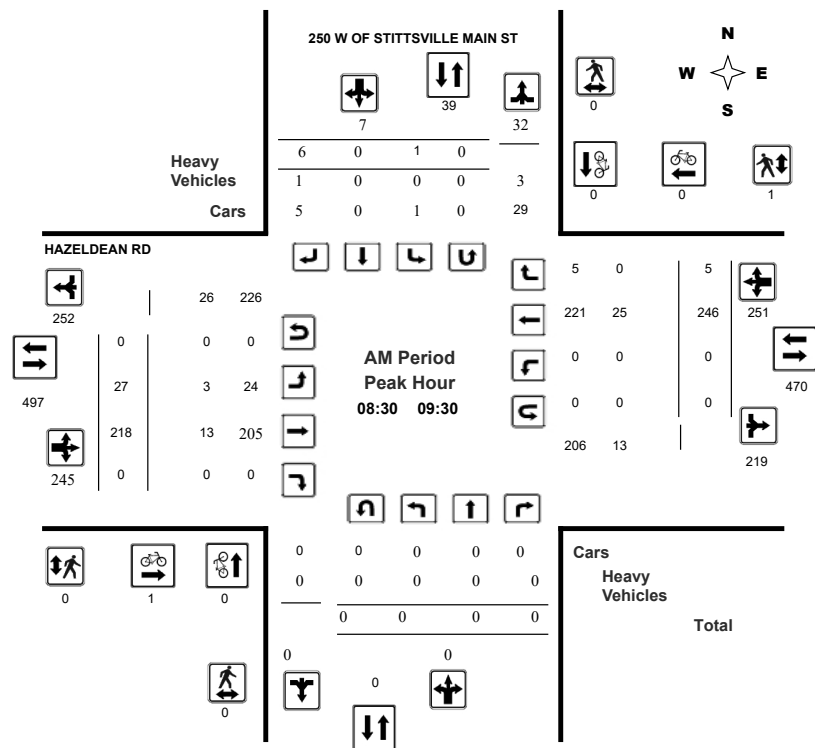 250 W OF STITTSVILLE MAIN ST
N
W E
S
39
0
7 32
6 0 1 0
Heavy
Vehicles
1 0 0 0 3
Cars 5 0 1 0 29
0 0 1
HAZELDEAN RD
252
26 226
5 0 5
251
221 25 246
0 0 0
0 0 0
470
206 13
219
0 0 0
497
27 3 24
218 13 205
245
0 0 0
AM Period
Peak Hour
08:30 09:30
0 0 0 0 0
Cars
0 0 0 0 0
Heavy
Vehicles
0 1 0
0 0 0 0
Total
0 0
0
0